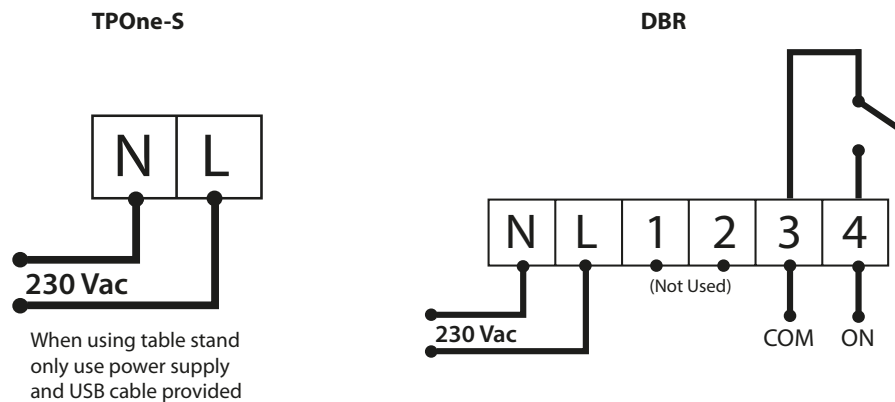 TPOne-S
N L
230 Vac
When using table stand
only use power supply
and USB cable provided
DBR
N L 1 2 3 4
(Not Used)
230 Vac
COM ON